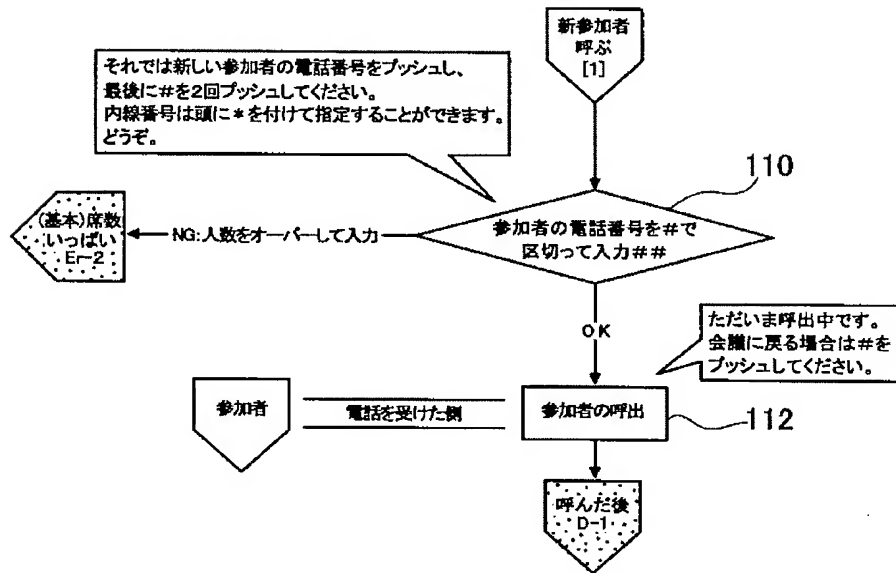 新参加者
呼ぶ
[1]
それでは新しい参加者の電話番号をプッシュし、
最後に#を2回プッシュしてください。
内線番号は頭に*を付けて指定することができます。
どうぞ。
110
参加者の電話番号を#で
区切って入力##
NG:人数をオーバーして入力
(基本)席数
いっぱい
Er-2
OK
ただいま呼出中です。
会議に戻る場合は#を
プッシュしてください。
参加者
電話を受けた側
参加者の呼出
112
呼んだ後
D-1